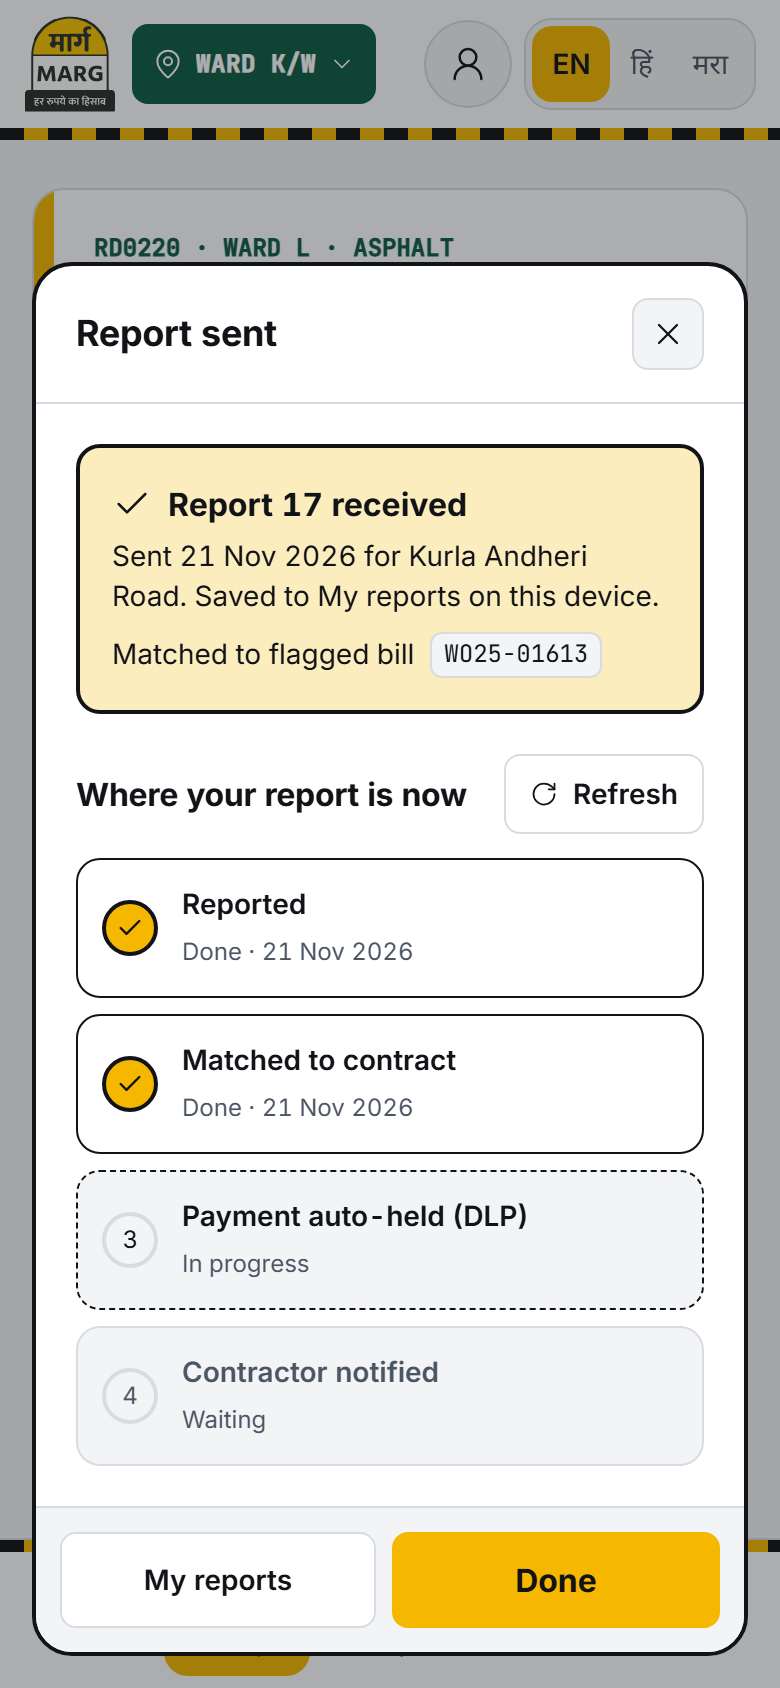 मार्ग
MARG
हर रुपये का हिसाब
WARD K/W
EN
हिं
मरा
RD0220 · WARD L · ASPHALT
Report sent
Report 17 received
Sent 21 Nov 2026 for Kurla Andheri
Road. Saved to My reports on this device.
Matched to flagged bill WO25-01613
Where your report is now
Refresh
Reported
Done · 21 Nov 2026
Matched to contract
Done · 21 Nov 2026
3
Payment auto-held (DLP)
In progress
4
Contractor notified
Waiting
My reports
Done